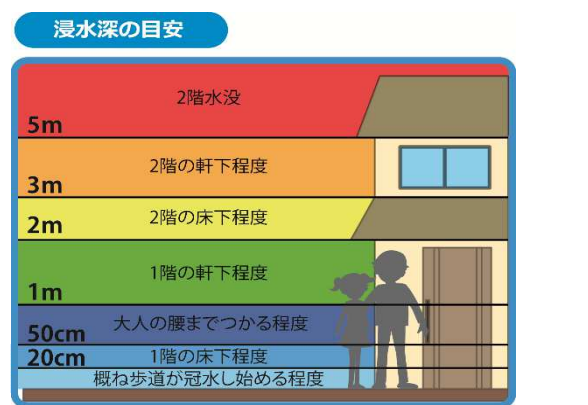 浸水深の目安
2階水没
5m
2階の軒下程度
3m
2階の床下程度
2m
1階の軒下程度
1m
大人の腰までつかる程度
50cm
1階の床下程度
20cm
概ね歩道が冠水し始める程度